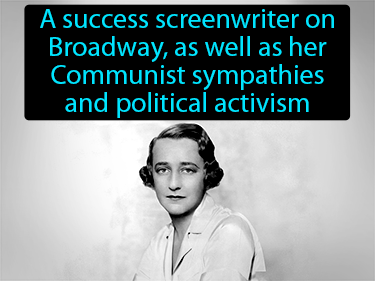 A success screenwriter on
Broadway, as well as her
Communist sympathies
and political activism